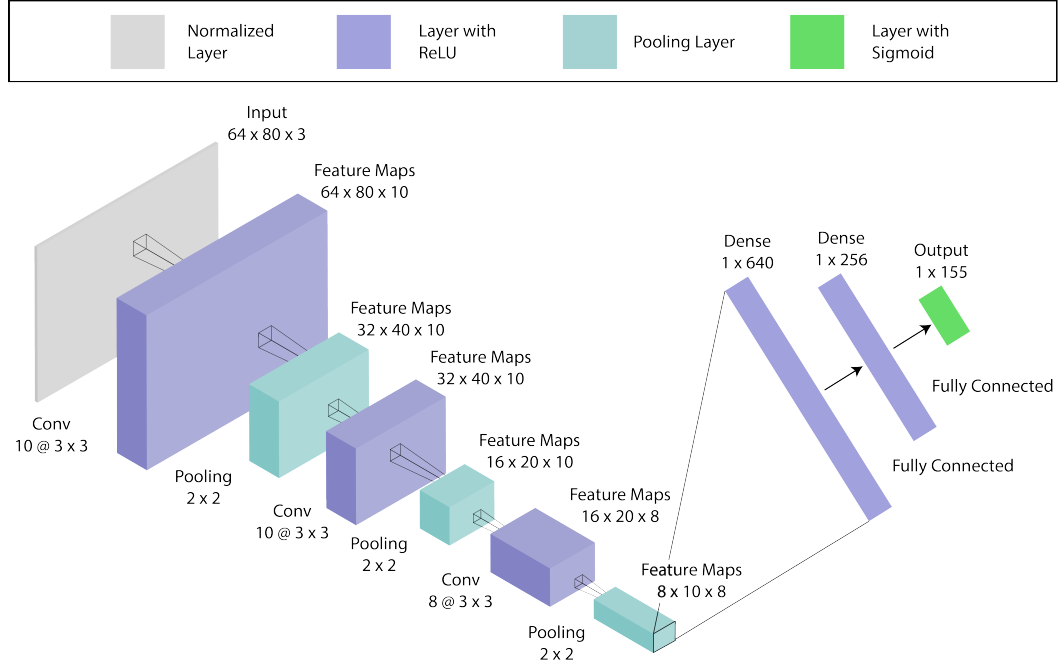 Normalized
Layer
Layer with
ReLU
Pooling Layer
Layer with
Sigmoid
Input
64 x 80 x 3
Feature Maps
64 x 80 x 10
Feature Maps
32 x 40 x 10
Feature Maps
32 x 40 x 10
Feature Maps
16 x 20 x 10
Feature Maps
16 x 20 x 8
Feature Maps
8 x 10 x 8
Conv
10 @ 3 x 3
Pooling
2 x 2
Conv
10 @ 3 x 3
Pooling
2 x 2
Conv
8 @ 3 x 3
Pooling
2 x 2
Dense
1 x 640
Dense
1 x 256
Output
1 x 155
Fully Connected
Fully Connected